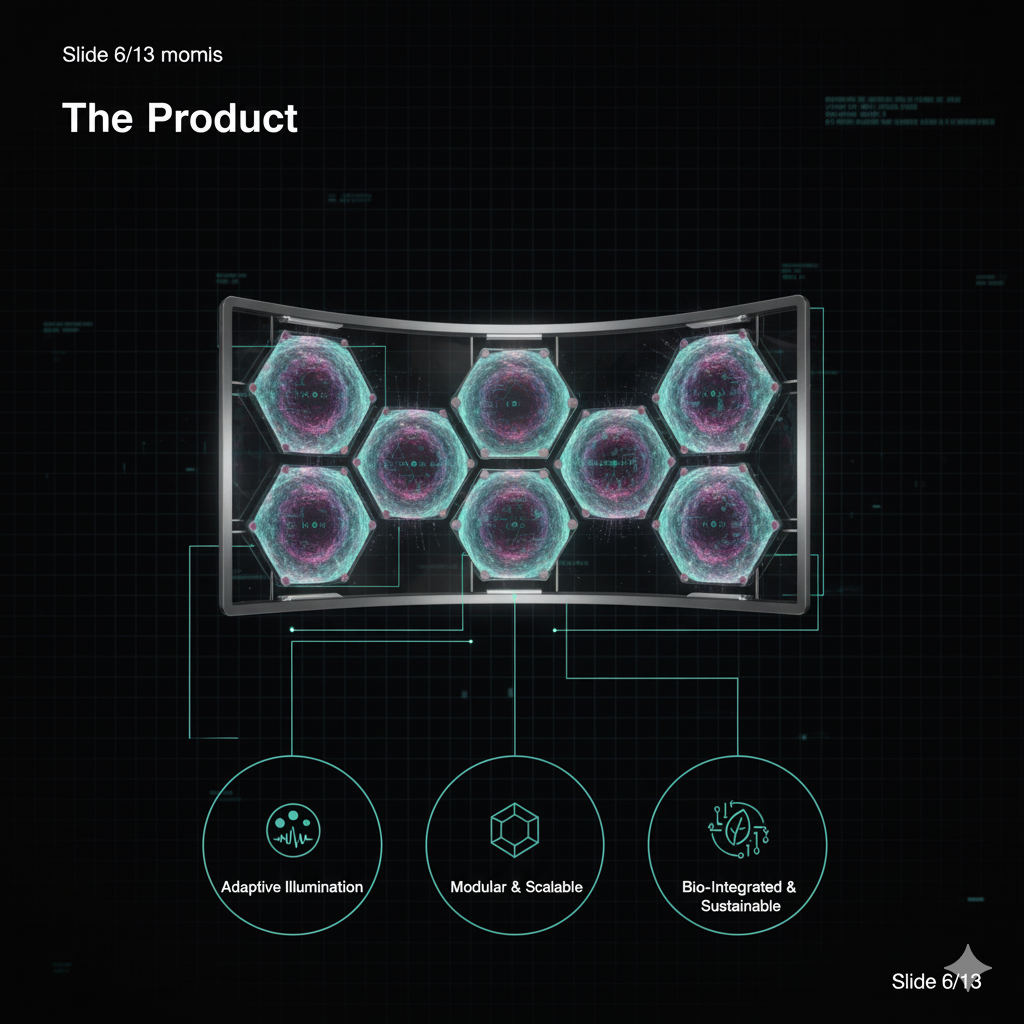 Slide 6/13 momis
The Product
Adaptive Illumination
Modular & Scalable
Bio-Integrated &
Sustainable
Slide 6/13